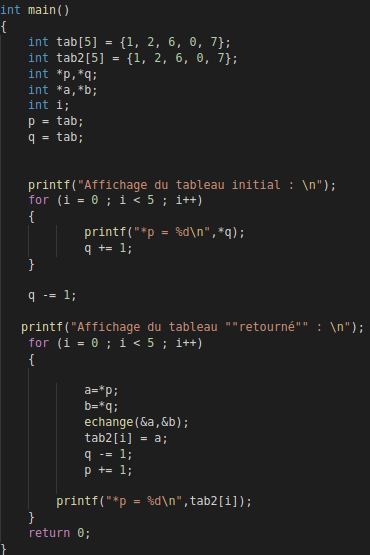 int main()
{
int tab[5] = {1, 2, 6, 0, 7};
int tab2[5] = {1, 2, 6, 0, 7};
int *p,*q;
int *a,*b;
int i;
p = tab;
q = tab;
printf("Affichage du tableau initial : \n");
for (i = 0 ; i < 5 ; i++)
{
printf("*p = %d\n",*q);
q += 1;
}
q -= 1;
printf("Affichage du tableau ""retourné"" : \n");
for (i = 0 ; i < 5 ; i++)
{
a=*p;
b=*q;
echange(&a,&b);
tab2[i] = a;
q -= 1;
p += 1;
printf("*p = %d\n",tab2[i]);
}
return 0;
}